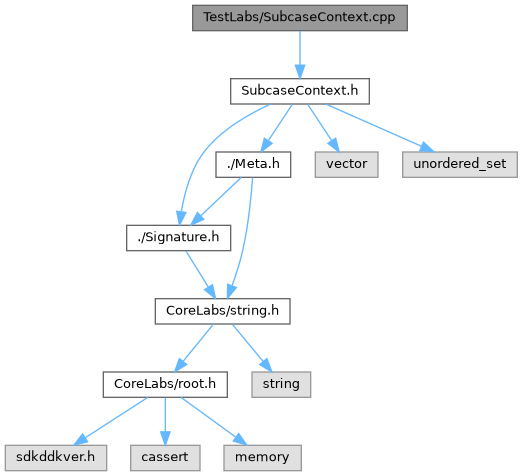 TestLabs/SubcaseContext.cpp
SubcaseContext.h
./Meta.h
vector
unordered_set
./Signature.h
CoreLabs/string.h
CoreLabs/root.h
string
sdkddkver.h
cassert
memory